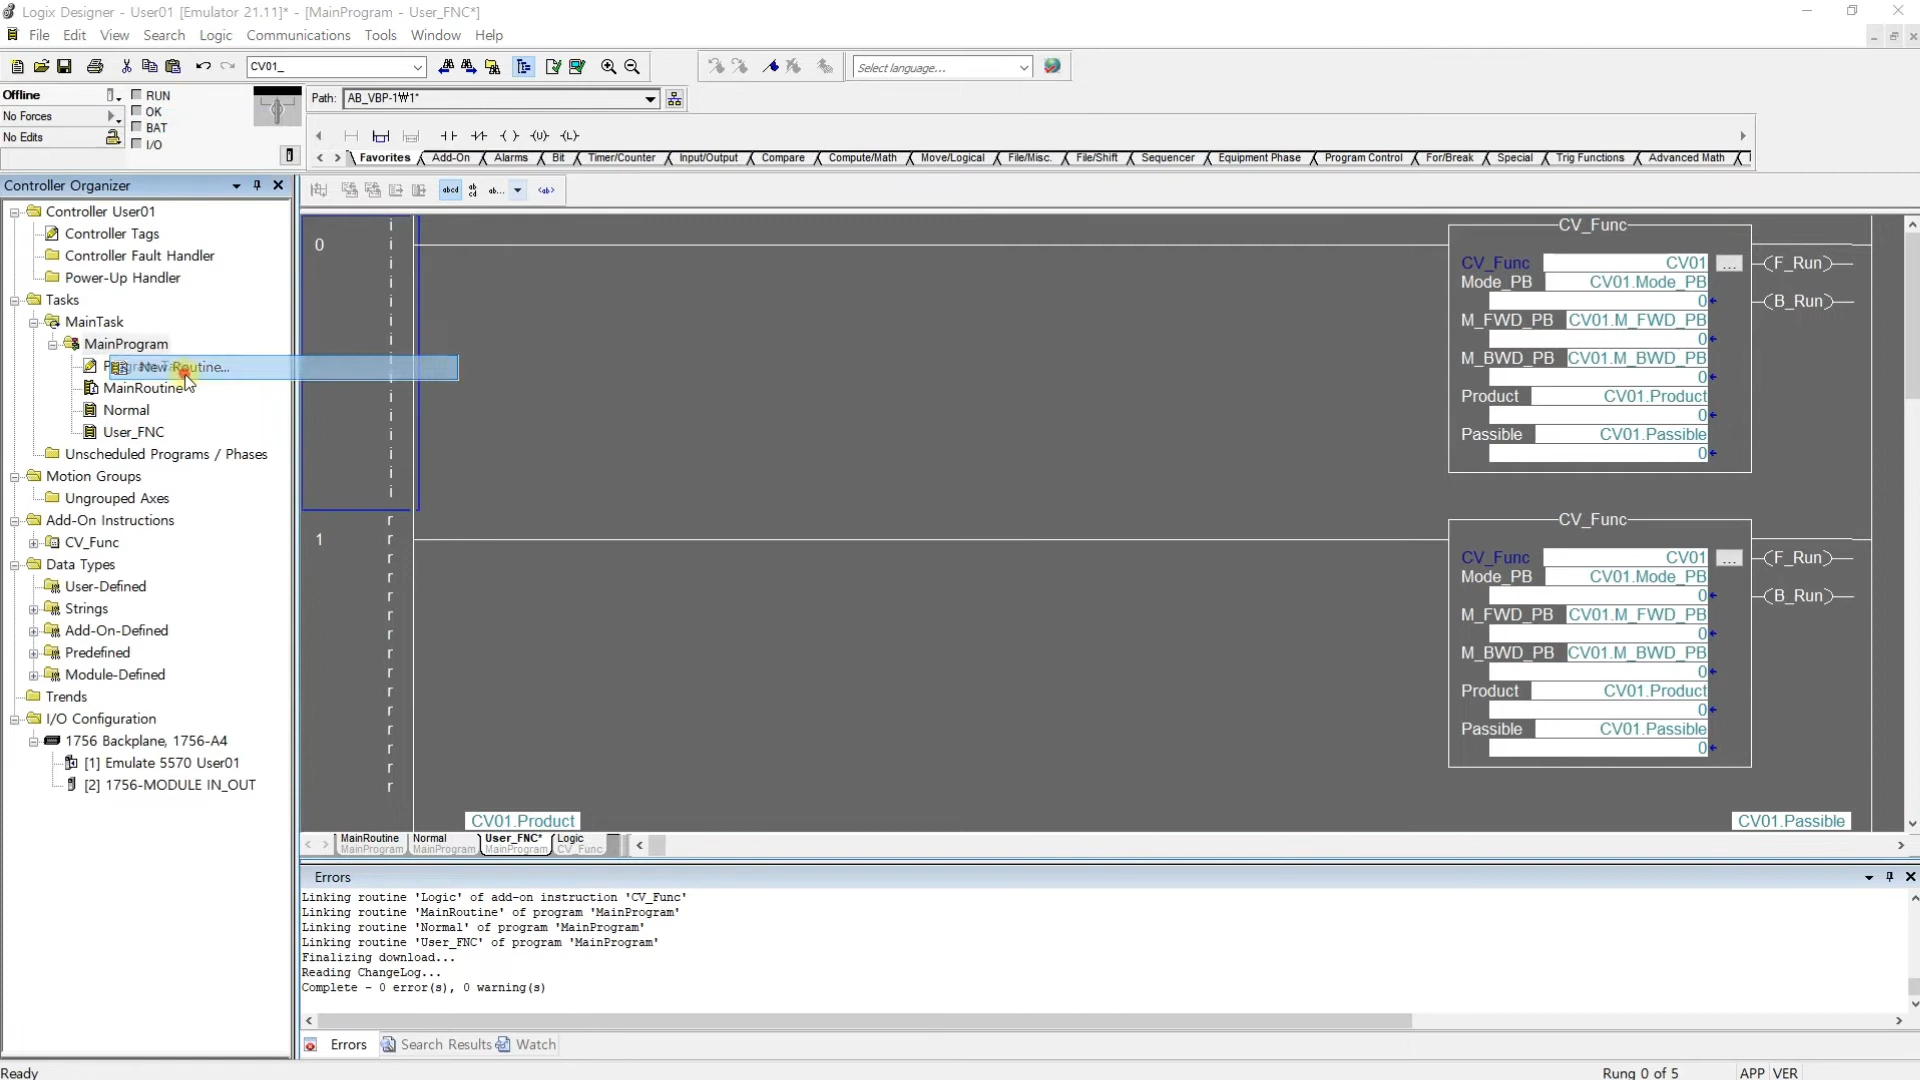 Logix Designer - User01 [Emulator 21.11]* - [MainProgram - User_FNC*]
File Edit View Search Logic Communications Tools Window Help
CV01_
Select language...
Offline
RUN
No Forces
OK
No Edits
BAT
I/O
Path: AB_VBP-1₩1*
Favorites Add-On Alarms Bit Timer/Counter Input/Output Compare Compute/Math Move/Logical File/Misc. File/Shift Sequencer Equipment Phase Program Control For/Break Special Trig Functions Advanced Math
Controller Organizer
Controller User01
Controller Tags
Controller Fault Handler
Power-Up Handler
Tasks
MainTask
MainProgram
New Routine...
MainRoutine
Normal
User_FNC
Unscheduled Programs / Phases
Motion Groups
Ungrouped Axes
Add-On Instructions
CV_Func
Data Types
User-Defined
Strings
Add-On-Defined
Predefined
Module-Defined
Trends
I/O Configuration
1756 Backplane, 1756-A4
[1] Emulate 5570 User01
[2] 1756-MODULE IN_OUT
0
CV_Func
CV_Func CV01 ... (F_Run)
Mode_PB CV01.Mode_PB
0 (B_Run)
M_FWD_PB CV01.M_FWD_PB
0
M_BWD_PB CV01.M_BWD_PB
0
Product CV01.Product
0
Passible CV01.Passible
0
1
CV_Func
CV_Func CV01 ... (F_Run)
Mode_PB CV01.Mode_PB
0 (B_Run)
M_FWD_PB CV01.M_FWD_PB
0
M_BWD_PB CV01.M_BWD_PB
0
Product CV01.Product
0
Passible CV01.Passible
0
CV01.Product CV01.Passible
MainRoutine Normal User_FNC* Logic
MainProgram MainProgram MainProgram CV_Func
Errors
Linking routine 'Logic' of add-on instruction 'CV_Func'
Linking routine 'MainRoutine' of program 'MainProgram'
Linking routine 'Normal' of program 'MainProgram'
Linking routine 'User_FNC' of program 'MainProgram'
Finalizing download...
Reading ChangeLog...
Complete - 0 error(s), 0 warning(s)
Errors Search Results Watch
Ready
Rung 0 of 5 APP VER